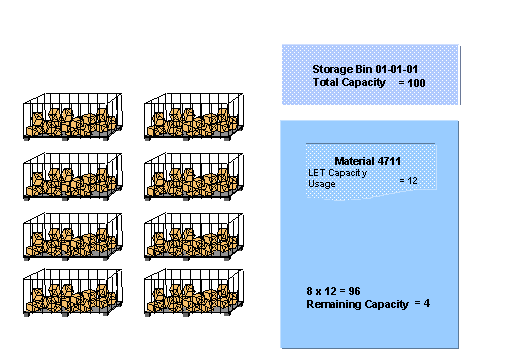 Storage Bin 01-01-01
Total Capacity = 100
Material 4711
LET Capacity
Usage = 12
8 x 12 = 96
Remaining Capacity = 4